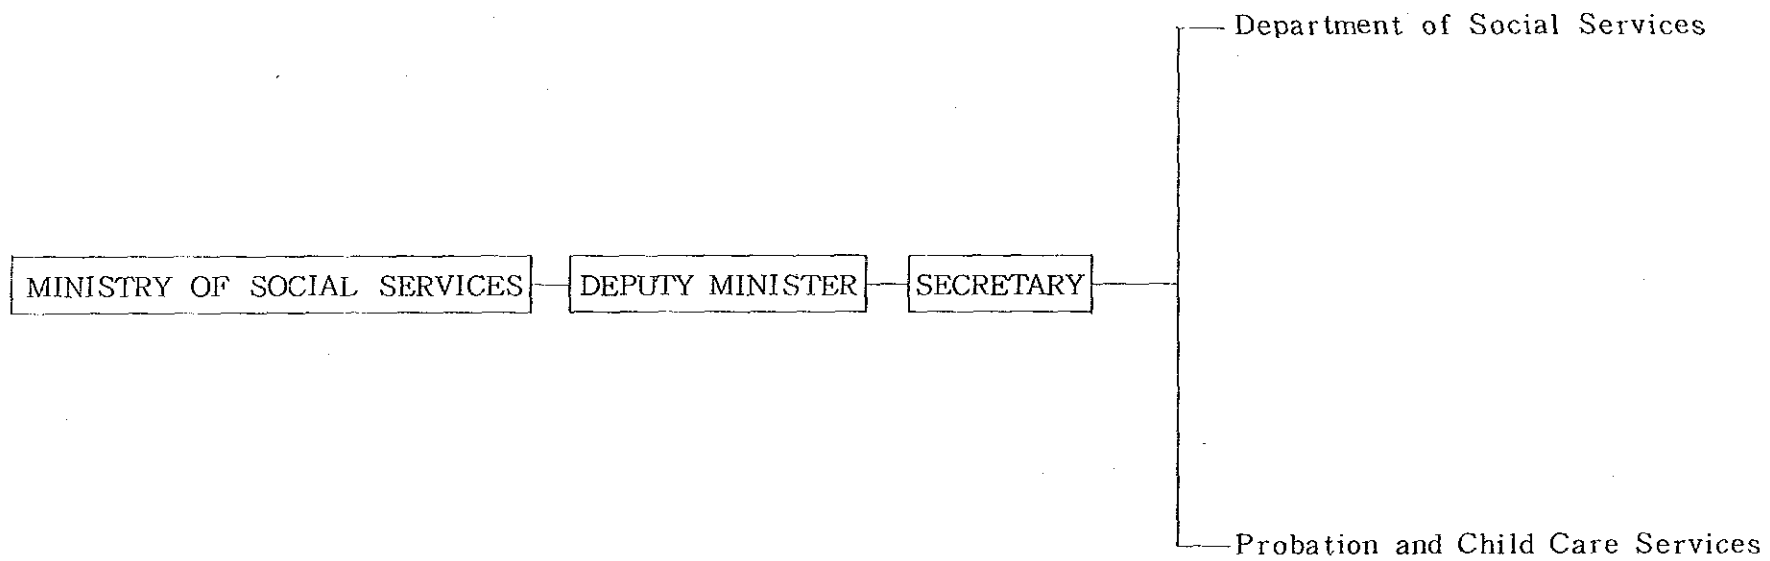 Department of Social Services
MINISTRY OF SOCIAL SERVICES
DEPUTY MINISTER
SECRETARY
Probation and Child Care Services